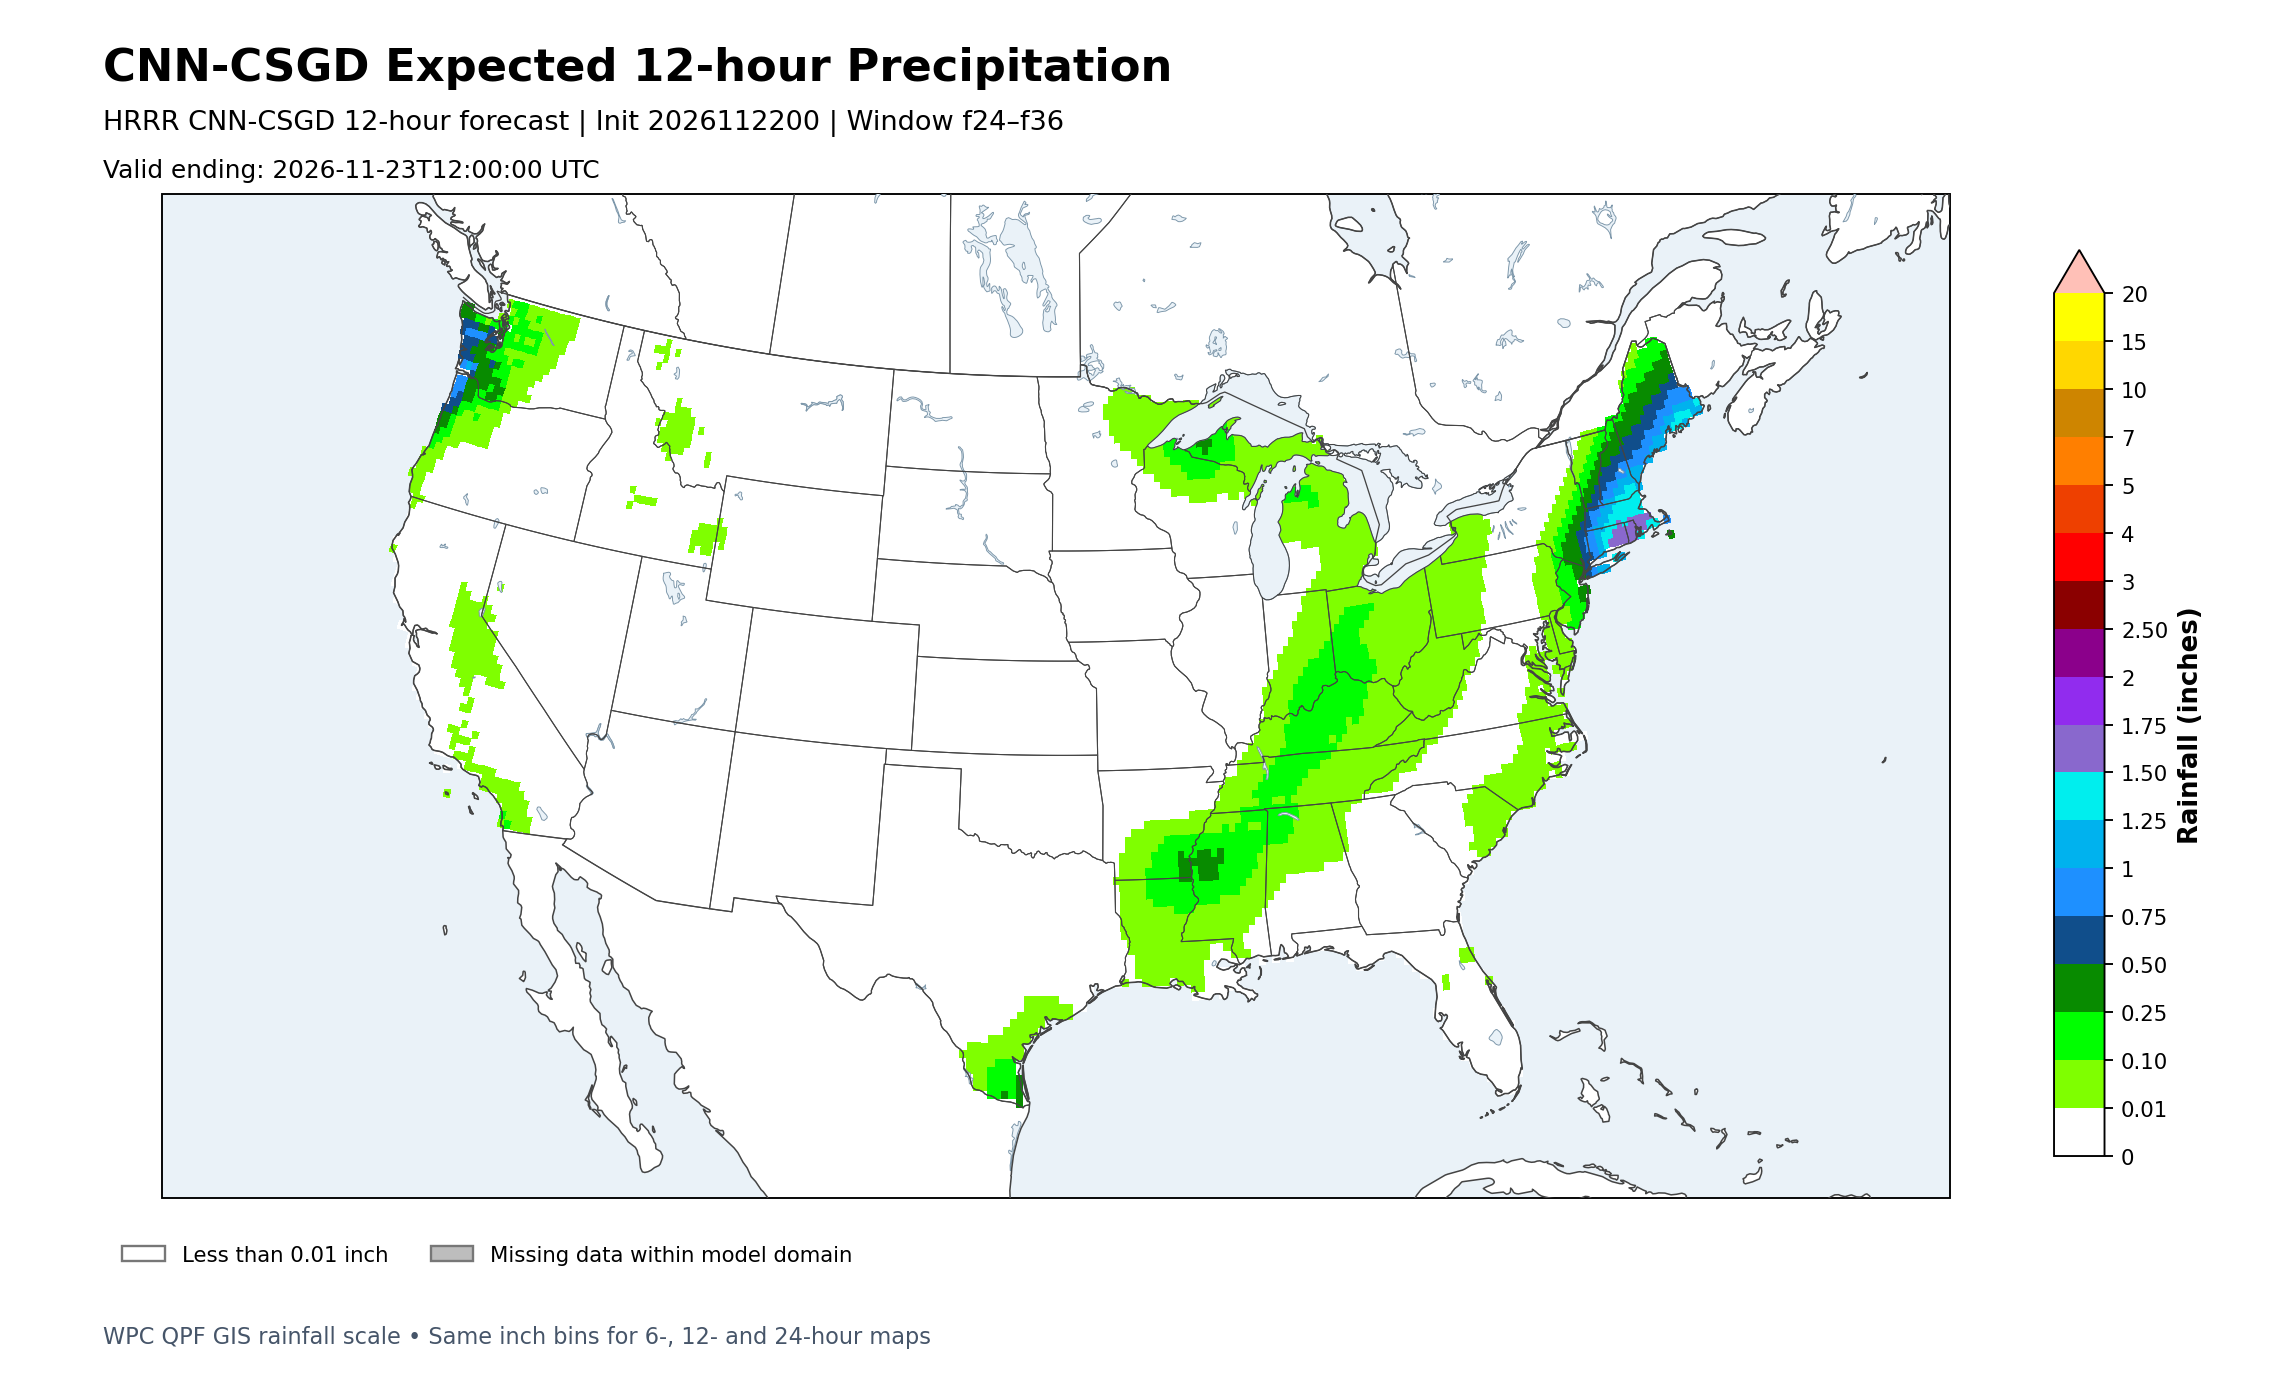 CNN-CSGD Expected 12-hour Precipitation
HRRR CNN-CSGD 12-hour forecast | Init 2026112200 | Window f24–f36
Valid ending: 2026-11-23T12:00:00 UTC
20
15
10
7
5
4
3
2.50
2
1.75
1.50
1.25
1
0.75
0.50
0.25
0.10
0.01
0
Rainfall (inches)
Less than 0.01 inch
Missing data within model domain
WPC QPF GIS rainfall scale • Same inch bins for 6-, 12- and 24-hour maps